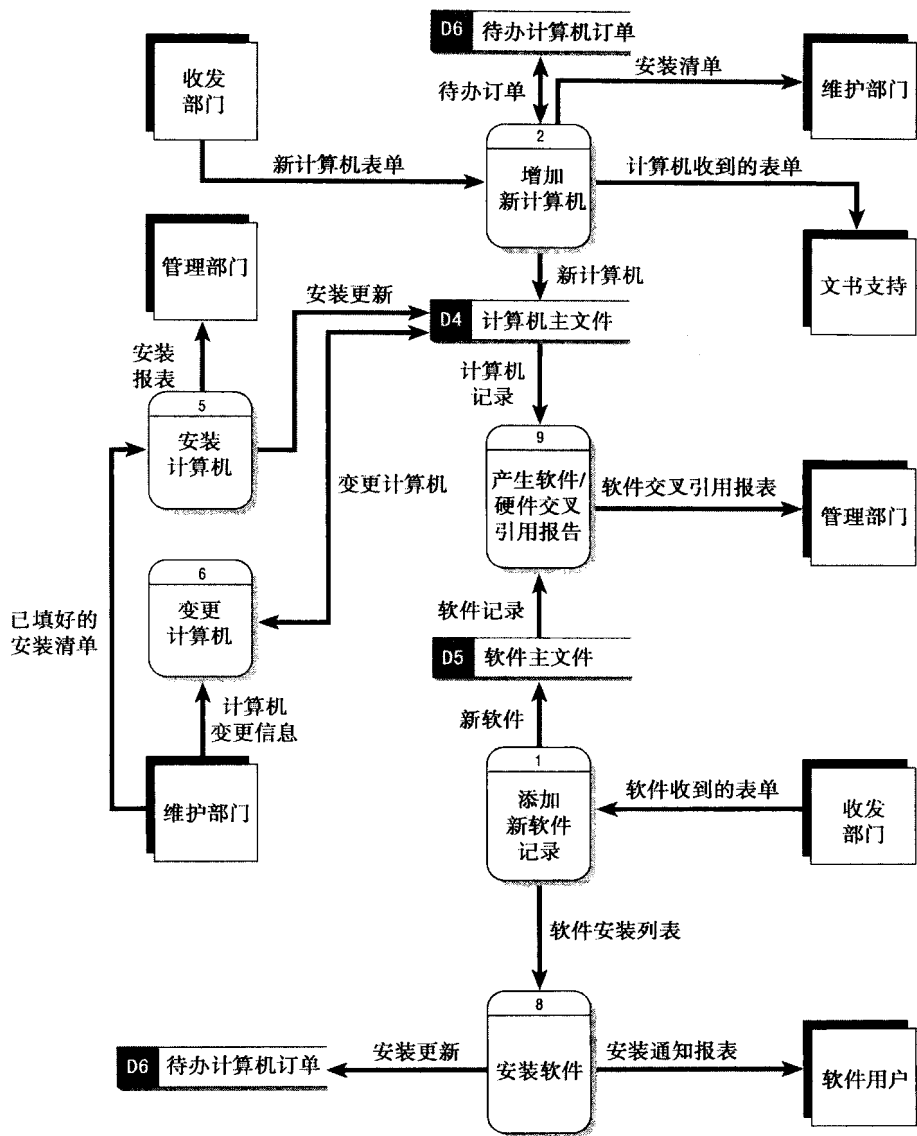 D6 待办计算机订单
收发
部门
待办订单
安装清单
维护部门
2
增加
新计算机
新计算机表单
计算机收到的表单
管理部门
文书支持
安装更新
新计算机
D4 计算机主文件
安装
报表
计算机
记录
5
安装
计算机
9
产生软件/
硬件交叉
引用报告
变更计算机
软件交叉引用报表
管理部门
6
变更
计算机
已填好的
安装清单
软件记录
D5 软件主文件
计算机
变更信息
新软件
维护部门
1
添加
新软件
记录
软件收到的表单
收发
部门
软件安装列表
8
安装软件
D6 待办计算机订单
安装更新
安装通知报表
软件用户